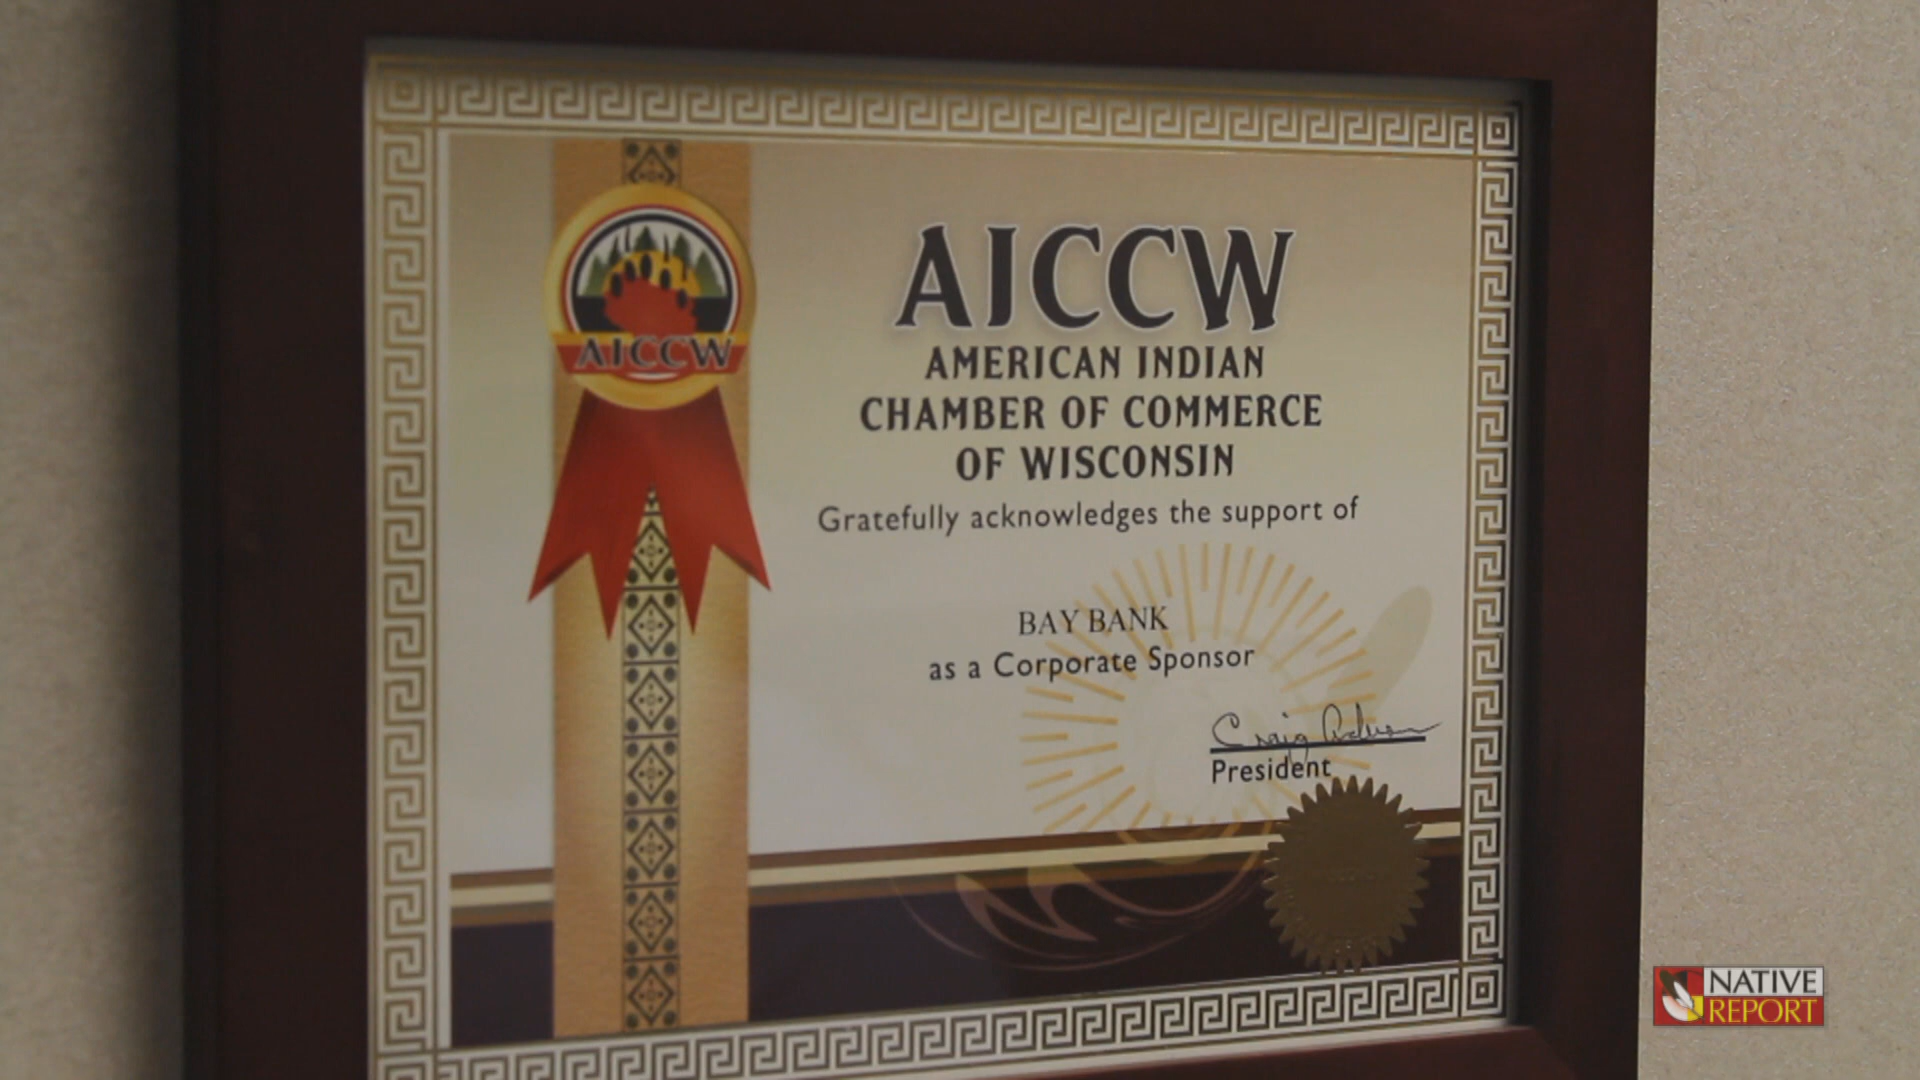 AICCW
AICCW
AMERICAN INDIAN
CHAMBER OF COMMERCE
OF WISCONSIN
Gratefully acknowledges the support of
BAY BANK
as a Corporate Sponsor
Craig
President
NATIVE
REPORT